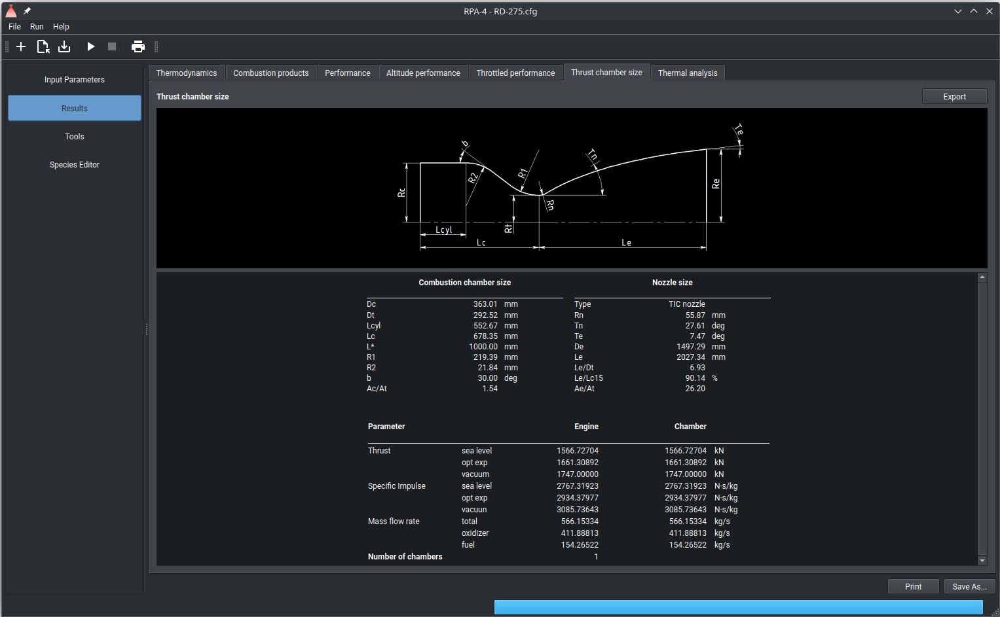 RPA-4 - RD-275.cfg
File Run Help
Input Parameters
Results
Tools
Species Editor
Thermodynamics Combustion products Performance Altitude performance Throttled performance Thrust chamber size Thermal analysis
Thrust chamber size Export
Te
b
Tn
R1
R2
Rc
Re
Rn
Rt
Lcyl
Lc Le
Combustion chamber size
Dc 363.01 mm
Dt 292.52 mm
Lcyl 552.67 mm
Lc 678.35 mm
L* 1000.00 mm
R1 219.39 mm
R2 21.84 mm
b 30.00 deg
Ac/At 1.54
Nozzle size
Type TIC nozzle
Rn 55.87 mm
Tn 27.61 deg
Te 7.47 deg
De 1497.29 mm
Le 2027.34 mm
Le/Dt 6.93
Le/Lc15 90.14 %
Ae/At 26.20
Parameter Engine Chamber
Thrust sea level 1566.72704 1566.72704 kN
opt exp 1661.30892 1661.30892 kN
vacuum 1747.00000 1747.00000 kN
Specific Impulse sea level 2767.31923 2767.31923 N·s/kg
opt exp 2934.37977 2934.37977 N·s/kg
vacuun 3085.73643 3085.73643 N·s/kg
Mass flow rate total 566.15334 566.15334 kg/s
oxidizer 411.88813 411.88813 kg/s
fuel 154.26522 154.26522 kg/s
Number of chambers 1
Print Save As...